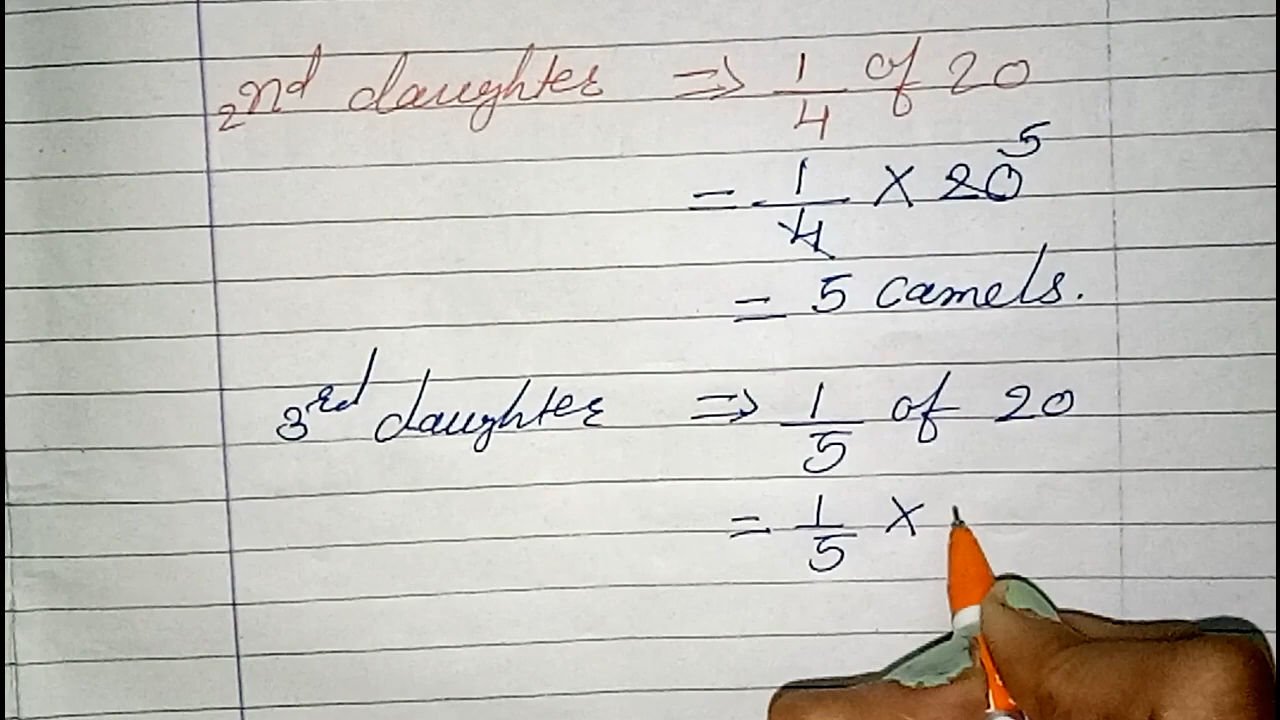 2nd daughter ⇒ 1/4 of 20
= 1/4 × 20 5
= 5 camels.
3rd daughter ⇒ 1/5 of 20
= 1/5 ×